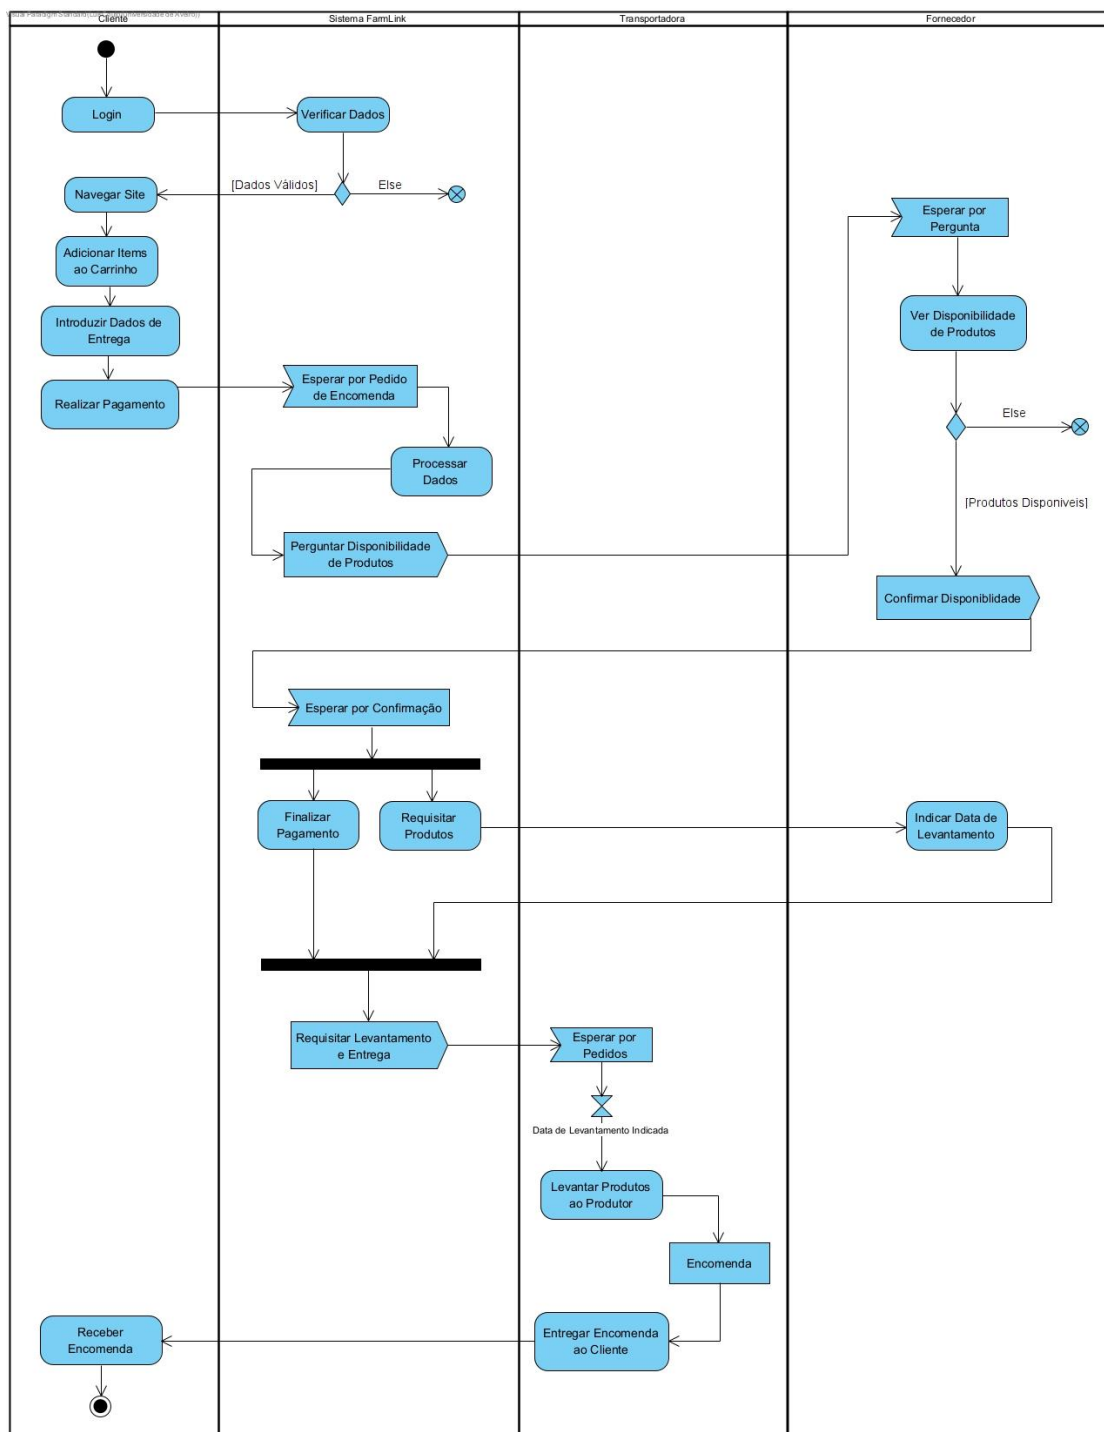 Cliente
Sistema FarmLink
Transportadora
Fornecedor
Login
Verificar Dados
[Dados Válidos]
Else
Navegar Site
Esperar por
Pergunta
Adicionar Items
ao Carrinho
Introduzir Dados de
Entrega
Ver Disponibilidade
de Produtos
Esperar por Pedido
de Encomenda
Realizar Pagamento
Else
Processar
Dados
[Produtos Disponiveis]
Perguntar Disponibilidade
de Produtos
Confirmar Disponiblidade
Esperar por Confirmação
Finalizar
Pagamento
Requisitar
Produtos
Indicar Data de
Levantamento
Requisitar Levantamento
e Entrega
Esperar por
Pedidos
Data de Levantamento Indicada
Levantar Produtos
ao Produtor
Encomenda
Receber
Encomenda
Entregar Encomenda
ao Cliente